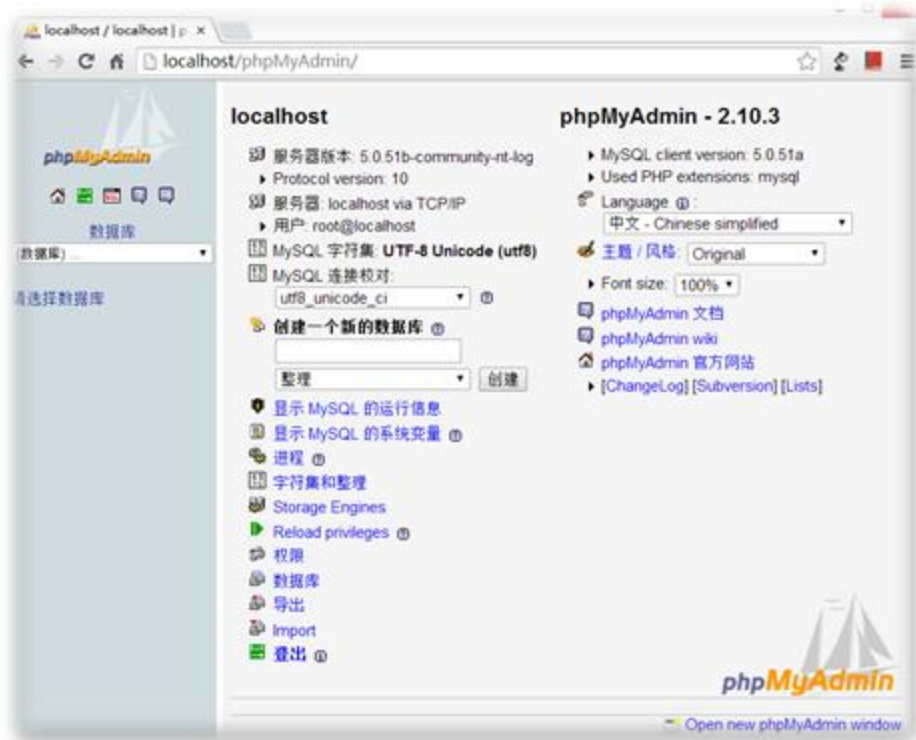 localhost / localhost | p
localhost/phpMyAdmin/
phpMyAdmin
数据库
(数据库) ...
请选择数据库
localhost
服务器版本: 5.0.51b-community-nt-log
Protocol version: 10
服务器: localhost via TCP/IP
用户: root@localhost
MySQL 字符集: UTF-8 Unicode (utf8)
MySQL 连接校对:
utf8_unicode_ci
创建一个新的数据库
整理
创建
显示 MySQL 的运行信息
显示 MySQL 的系统变量
进程
字符集和整理
Storage Engines
Reload privileges
权限
数据库
导出
Import
登出
phpMyAdmin - 2.10.3
MySQL client version: 5.0.51a
Used PHP extensions: mysql
Language :
中文 - Chinese simplified
主题 / 风格: Original
Font size: 100%
phpMyAdmin 文档
phpMyAdmin wiki
phpMyAdmin 官方网站
[ChangeLog] [Subversion] [Lists]
phpMyAdmin
Open new phpMyAdmin window